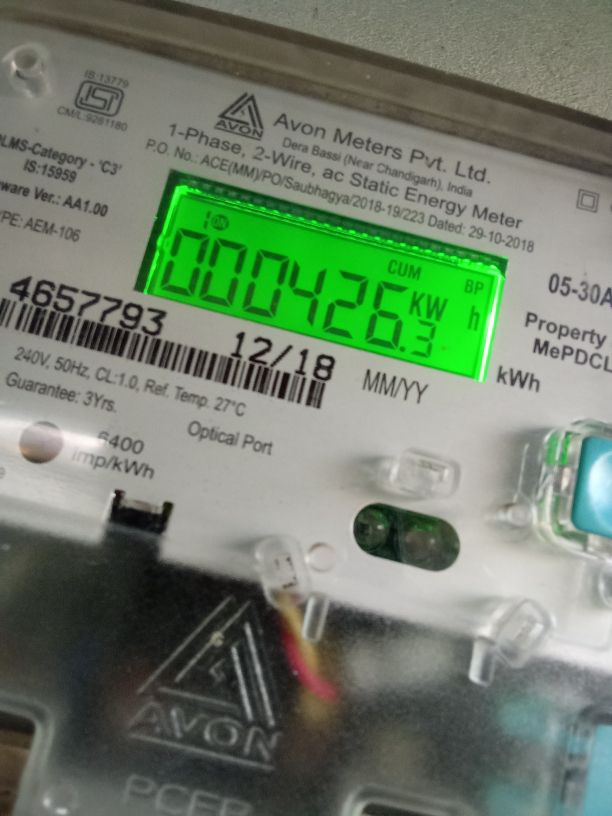 IS:13779
CM/L:9281180
AVON
Avon Meters Pvt. Ltd.
Dera Bassi (Near Chandigarh), India
1-Phase, 2-Wire, ac Static Energy Meter
P.O. No.: ACE(MM)/PO/Saubhagya/2018-19/223 Dated: 29-10-2018
DLMS-Category - 'C3'
IS:15959
Ver.: AA1.00
AEM-106
CUM BP
000426.3 KW h
05-30A
Property
MePDCL
kWh
4657793 12/18
MM/YY
240V, 50Hz, CL:1.0, Ref. Temp. 27°C
Guarantee: 3Yrs.
Optical Port
6400
imp/kWh
AVON